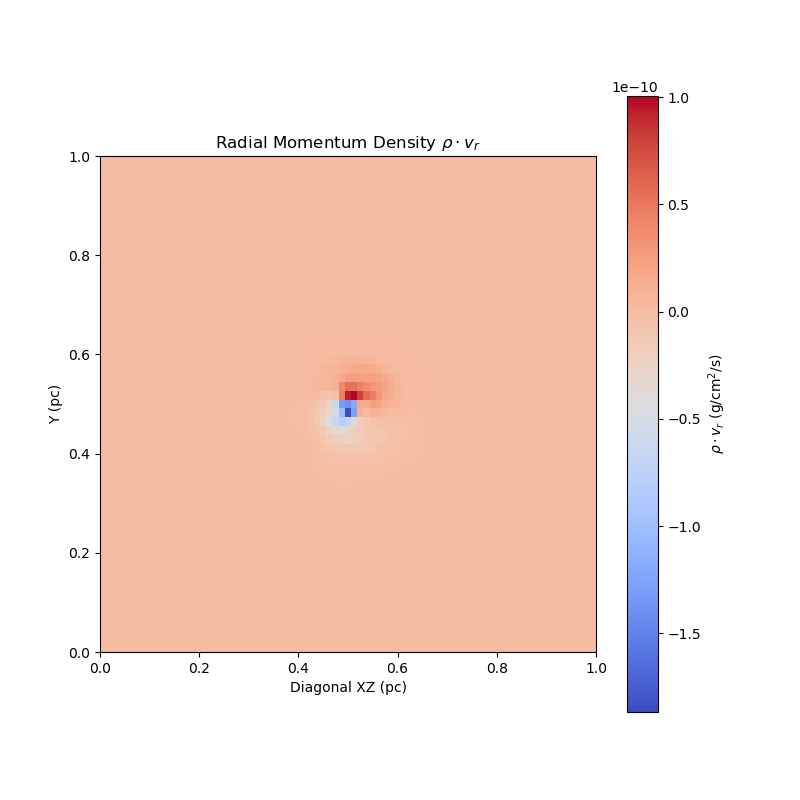 1e−10
Radial Momentum Density ρ · v_r
1.0
0.8
0.6
0.4
0.2
0.0
Y (pc)
0.0 0.2 0.4 0.6 0.8 1.0
Diagonal XZ (pc)
1.0
0.5
0.0
−0.5
−1.0
−1.5
ρ · v_r (g/cm²/s)